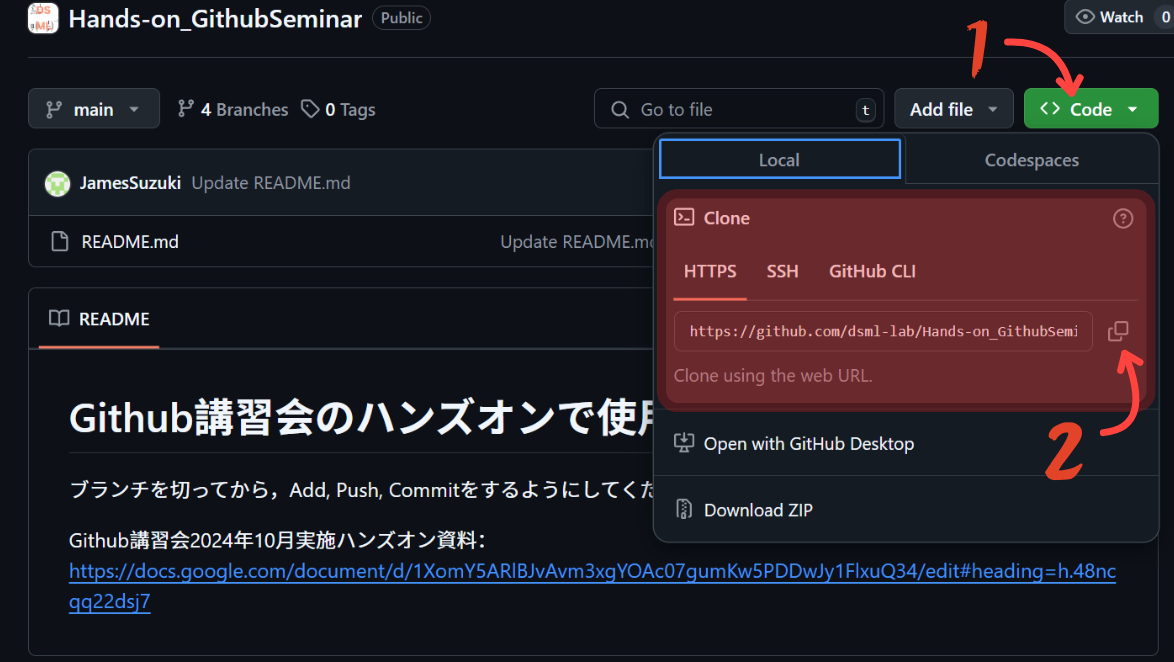 DS ML
Hands-on_GithubSeminar Public
Watch 0
1
main 4 Branches 0 Tags Go to file t Add file <> Code
Local Codespaces
JamesSuzuki Update README.md
Clone
README.md Update README.m
HTTPS SSH GitHub CLI
README
https://github.com/dsml-lab/Hands-on_GithubSemi
Clone using the web URL.
Github講習会のハンズオンで使用
2
Open with GitHub Desktop
ブランチを切ってから，Add, Push, Commitをするようにしてくだ
Download ZIP
Github講習会2024年10月実施ハンズオン資料：
https://docs.google.com/document/d/1XomY5ARlBJvAvm3xgYOAc07gumKw5PDDwJy1FlxuQ34/edit#heading=h.48nc
qq22dsj7